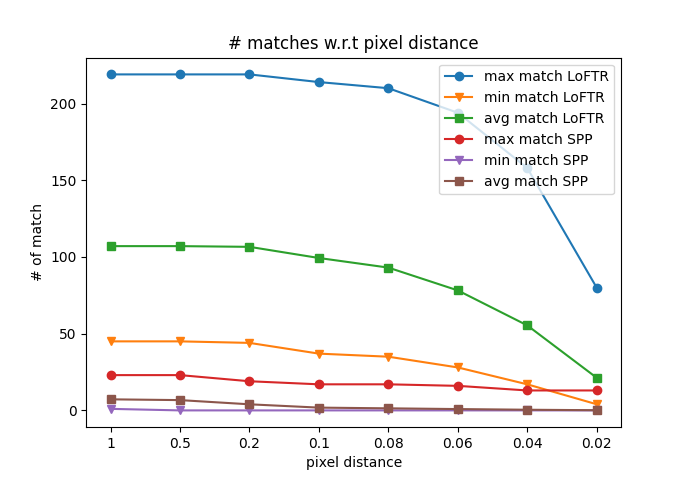 # matches w.r.t pixel distance
max match LoFTR
min match LoFTR
avg match LoFTR
max match SPP
min match SPP
avg match SPP
# of match
200
150
100
50
0
1 0.5 0.2 0.1 0.08 0.06 0.04 0.02
pixel distance